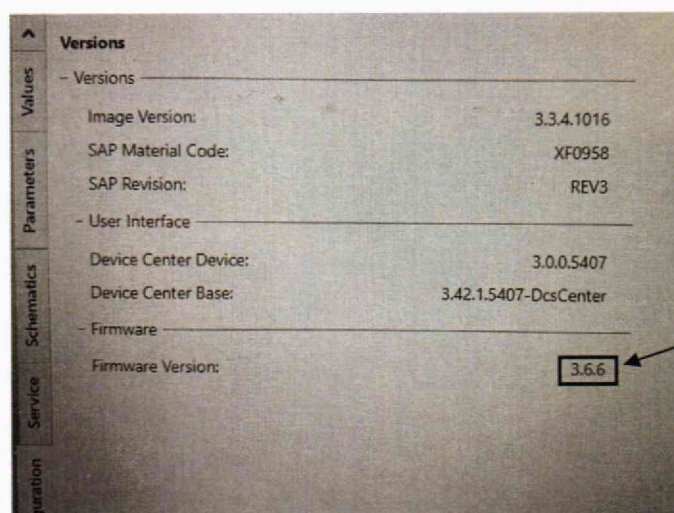 Versions
- Versions
Image Version: 3.3.4.1016
SAP Material Code: XF0958
SAP Revision: REV3
- User Interface
Device Center Device: 3.0.0.5407
Device Center Base: 3.42.1.5407-DcsCenter
- Firmware
Firmware Version: 3.6.6
Values
Parameters
Schematics
Service